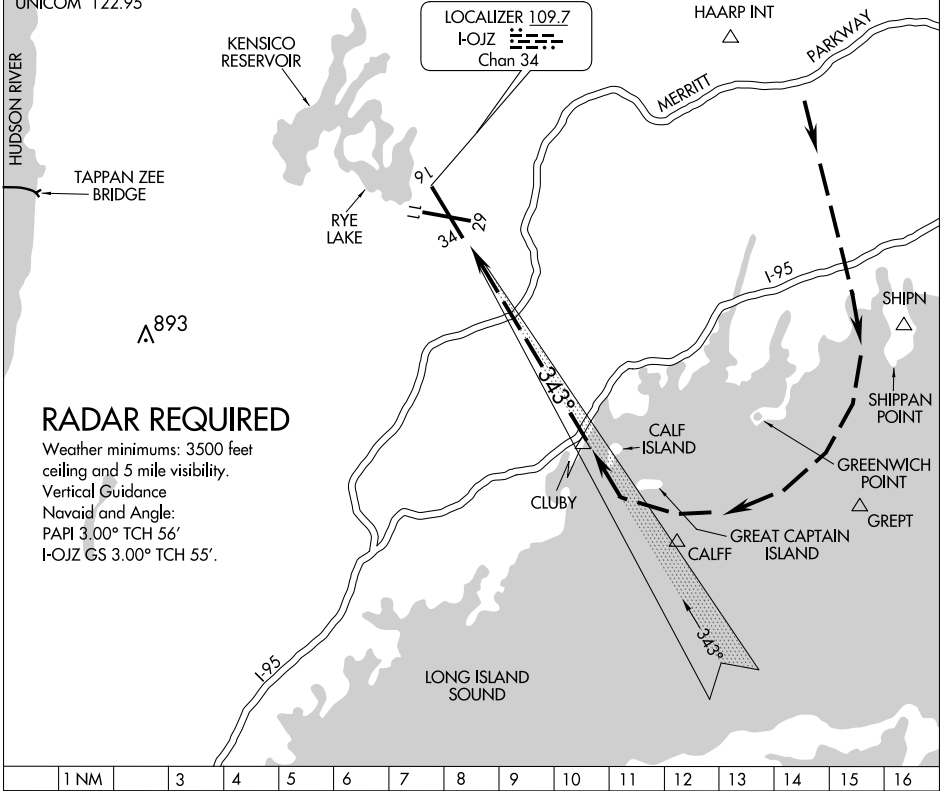 UNICOM 122.95
LOCALIZER 109.7
I-OJZ
Chan 34
HAARP INT
KENSICO
RESERVOIR
PARKWAY
MERRITT
HUDSON RIVER
TAPPAN ZEE
BRIDGE
RYE
LAKE
16
11
29
34
I-95
SHIPN
893
343°
SHIPPAN
POINT
RADAR REQUIRED
Weather minimums: 3500 feet
ceiling and 5 mile visibility.
Vertical Guidance
Navaid and Angle:
PAPI 3.00° TCH 56′
I-OJZ GS 3.00° TCH 55′.
CALF
ISLAND
GREENWICH
POINT
CLUBY
GREPT
GREAT CAPTAIN
ISLAND
CALFF
343°
I-95
LONG ISLAND
SOUND
1 NM 3 4 5 6 7 8 9 10 11 12 13 14 15 16